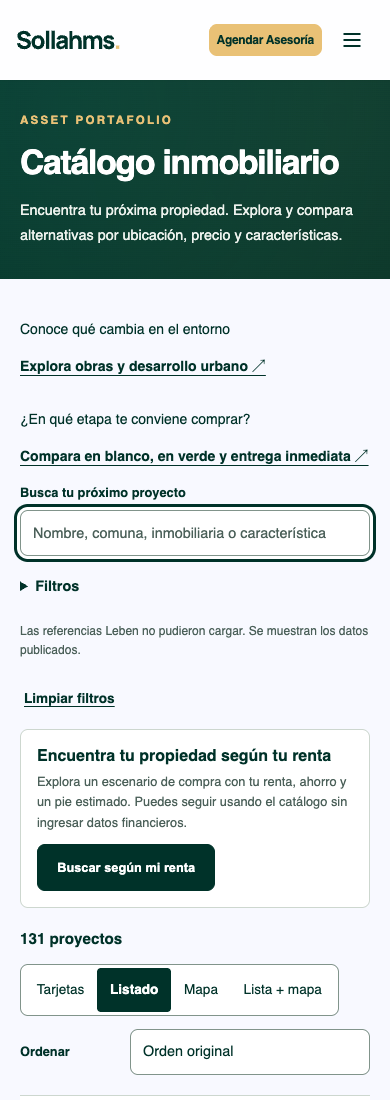 Sollahms.
Agendar Asesoría
ASSET PORTAFOLIO
Catálogo inmobiliario
Encuentra tu próxima propiedad. Explora y compara
alternativas por ubicación, precio y características.
Conoce qué cambia en el entorno
Explora obras y desarrollo urbano ↗
¿En qué etapa te conviene comprar?
Compara en blanco, en verde y entrega inmediata ↗
Busca tu próximo proyecto
Nombre, comuna, inmobiliaria o característica
▶ Filtros
Las referencias Leben no pudieron cargar. Se muestran los datos
publicados.
Limpiar filtros
Encuentra tu propiedad según tu renta
Explora un escenario de compra con tu renta, ahorro y
un pie estimado. Puedes seguir usando el catálogo sin
ingresar datos financieros.
Buscar según mi renta
131 proyectos
Tarjetas Listado Mapa Lista + mapa
Ordenar Orden original